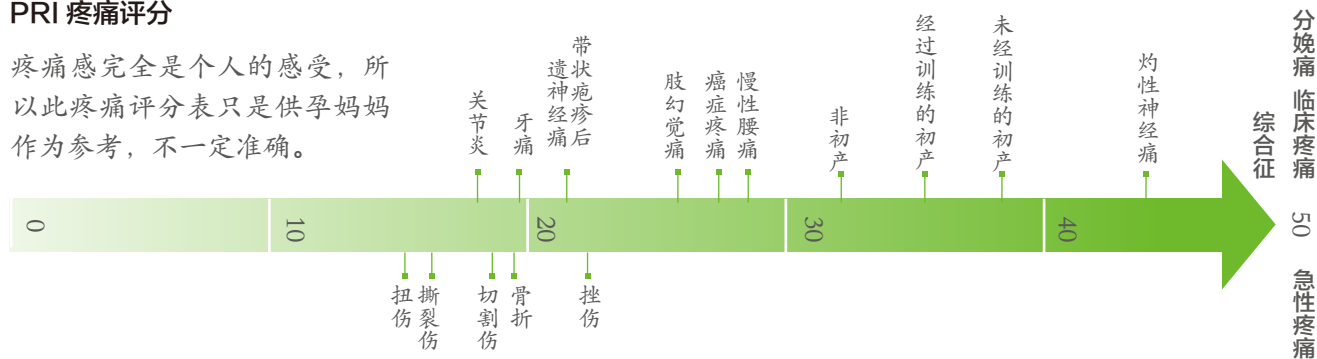 PRI 疼痛评分
疼痛感完全是个人的感受，所
以此疼痛评分表只是供孕妈妈
作为参考，不一定准确。
关节炎
牙痛
带状疱疹后
遗神经痛
肢幻觉痛
癌症疼痛
慢性腰痛
非初产
经过训练的初产
未经训练的初产
灼性神经痛
分娩痛 临床疼痛
综合征
0
10
20
30
40
50
扭伤
撕裂伤
切割伤
骨折
挫伤
急性疼痛